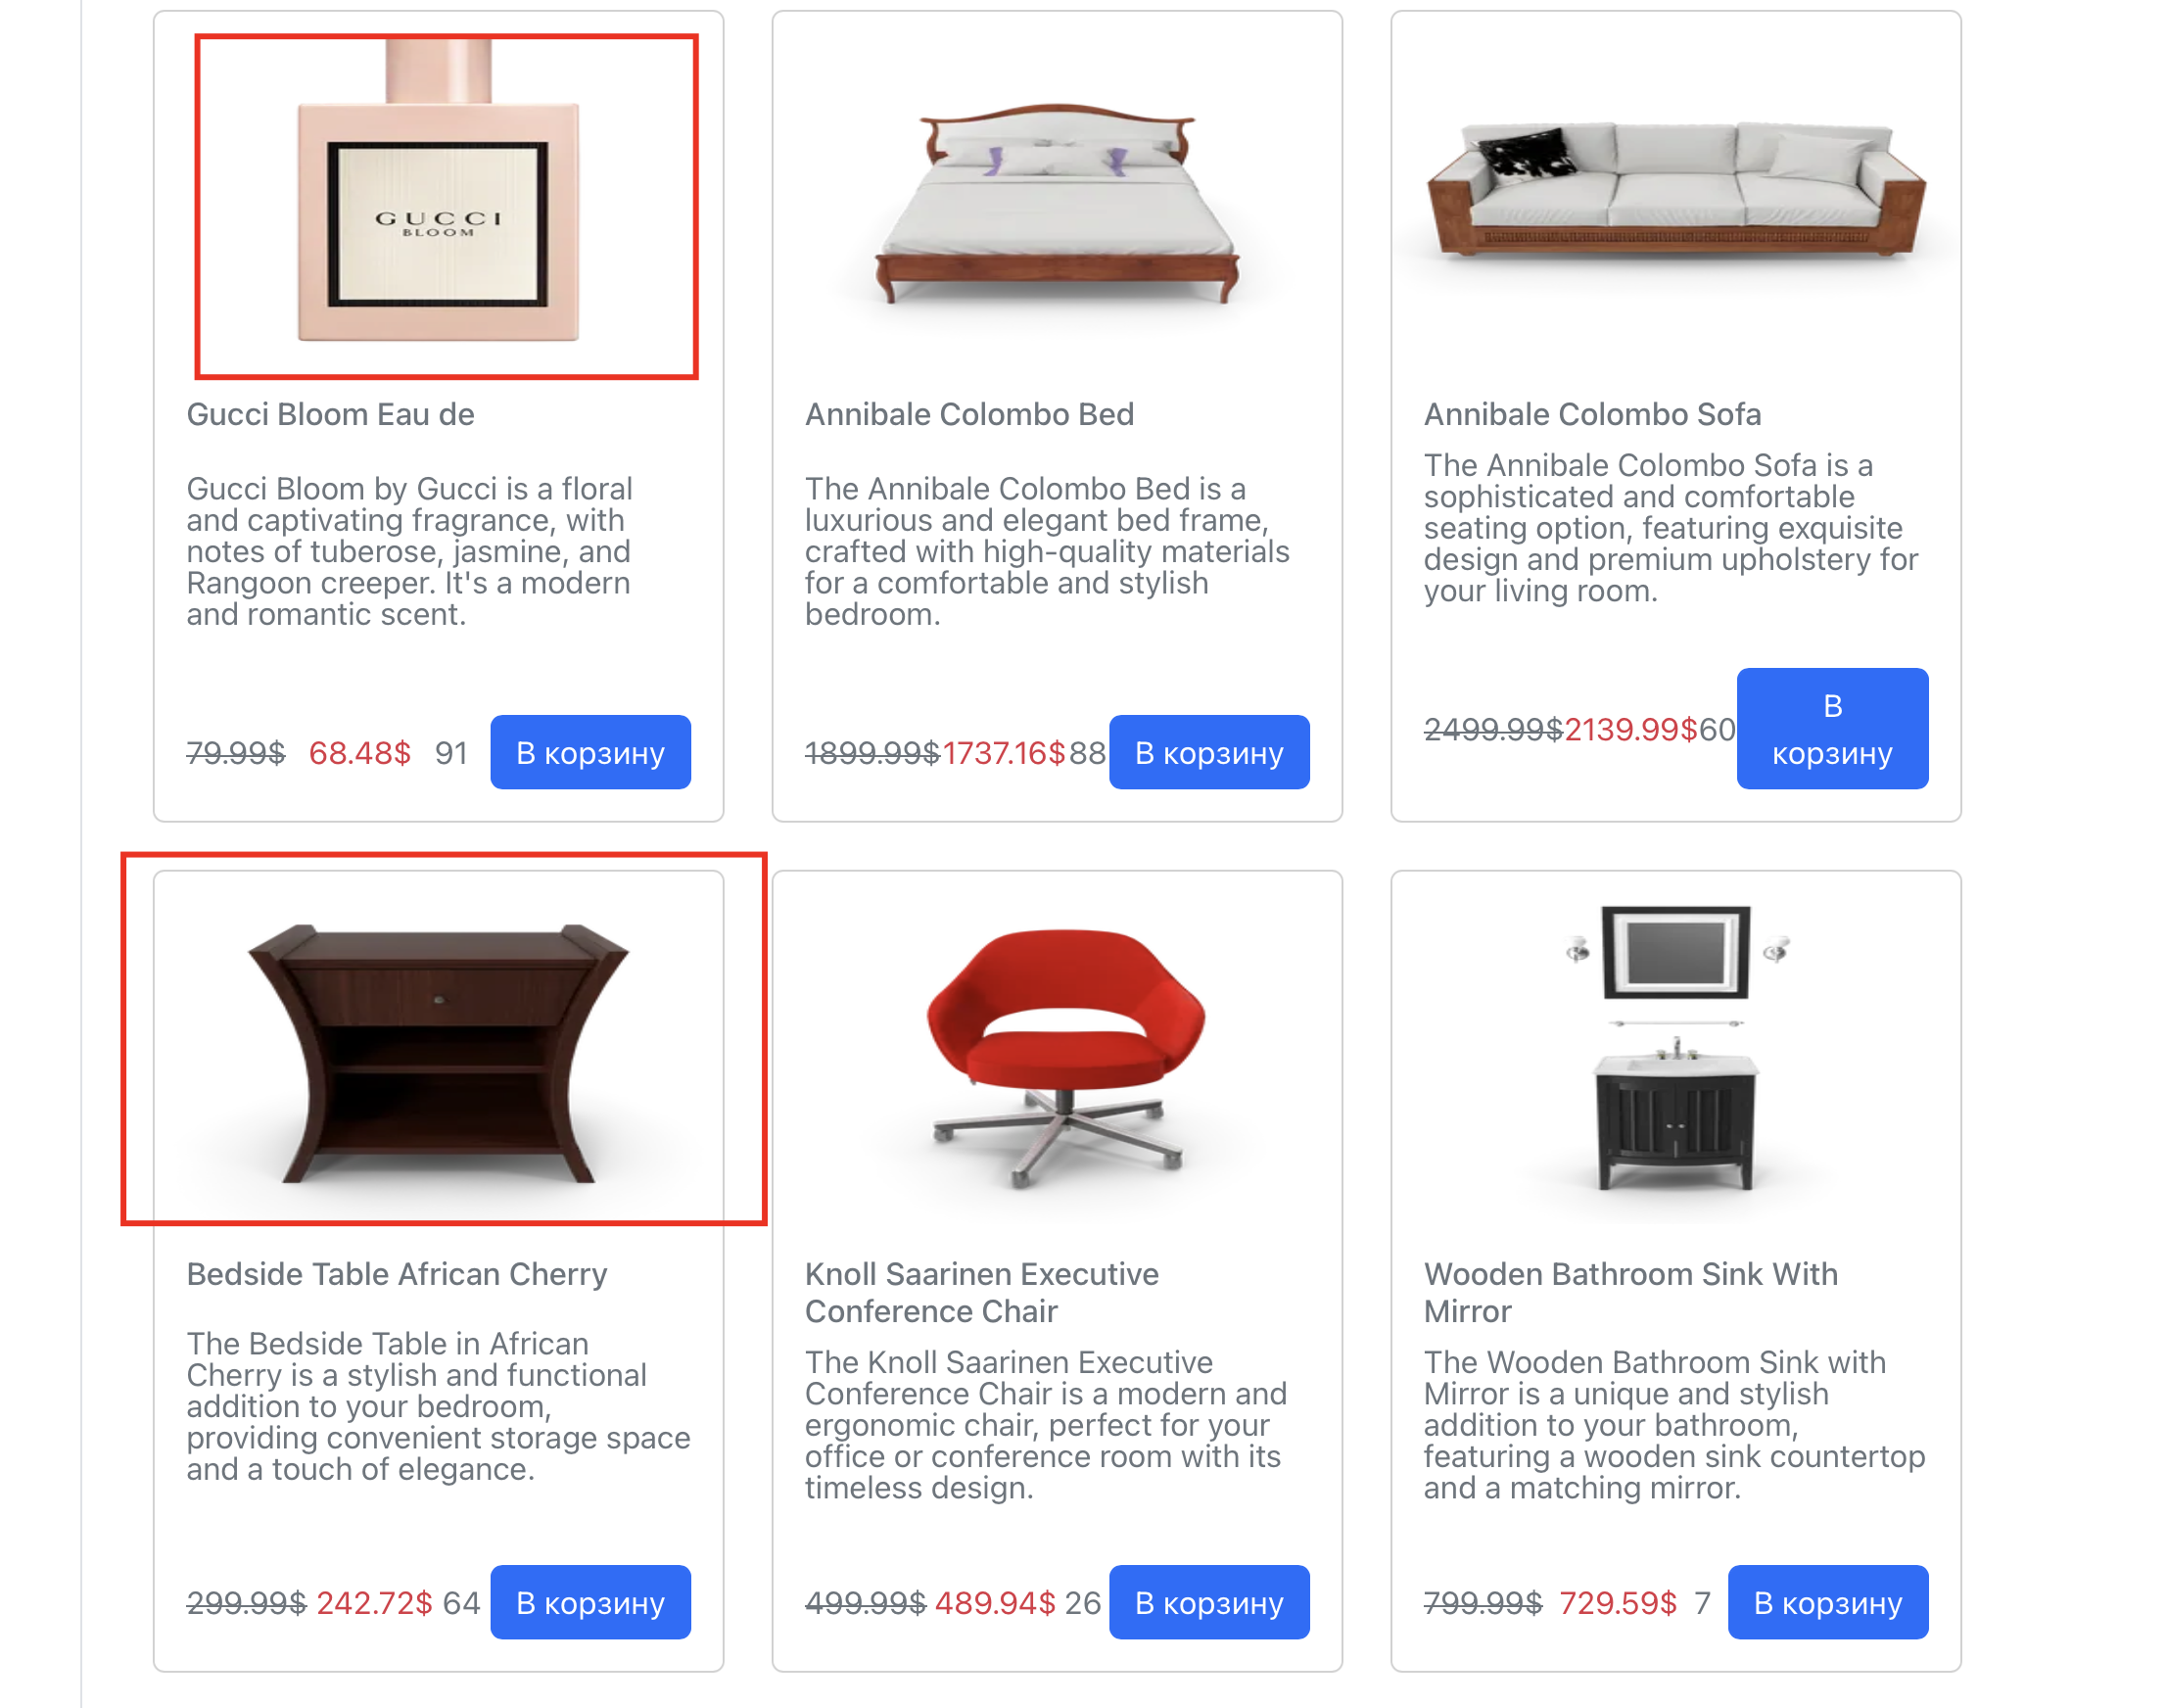 GUCCI
BLOOM
Gucci Bloom Eau de
Gucci Bloom by Gucci is a floral
and captivating fragrance, with
notes of tuberose, jasmine, and
Rangoon creeper. It's a modern
and romantic scent.
79.99$ 68.48$ 91 В корзину
Annibale Colombo Bed
The Annibale Colombo Bed is a
luxurious and elegant bed frame,
crafted with high-quality materials
for a comfortable and stylish
bedroom.
1899.99$1737.16$88 В корзину
Annibale Colombo Sofa
The Annibale Colombo Sofa is a
sophisticated and comfortable
seating option, featuring exquisite
design and premium upholstery for
your living room.
2499.99$2139.99$60
В
корзину
Bedside Table African Cherry
The Bedside Table in African
Cherry is a stylish and functional
addition to your bedroom,
providing convenient storage space
and a touch of elegance.
299.99$ 242.72$ 64 В корзину
Knoll Saarinen Executive
Conference Chair
The Knoll Saarinen Executive
Conference Chair is a modern and
ergonomic chair, perfect for your
office or conference room with its
timeless design.
499.99$ 489.94$ 26 В корзину
Wooden Bathroom Sink With
Mirror
The Wooden Bathroom Sink with
Mirror is a unique and stylish
addition to your bathroom,
featuring a wooden sink countertop
and a matching mirror.
799.99$ 729.59$ 7 В корзину